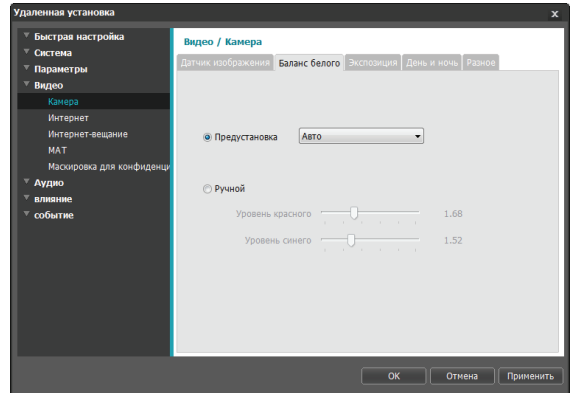 Удаленная установка
x
Быстрая настройка
Система
Параметры
Видео
Камера
Интернет
Интернет-вещание
МАТ
Маскировка для конфиденци
Аудио
влияние
событие
Видео / Камера
Датчик изображения Баланс белого Экспозиция День и ночь Разное
Предустановка Авто
Ручной
Уровень красного 1.68
Уровень синего 1.52
OK Отмена Применить